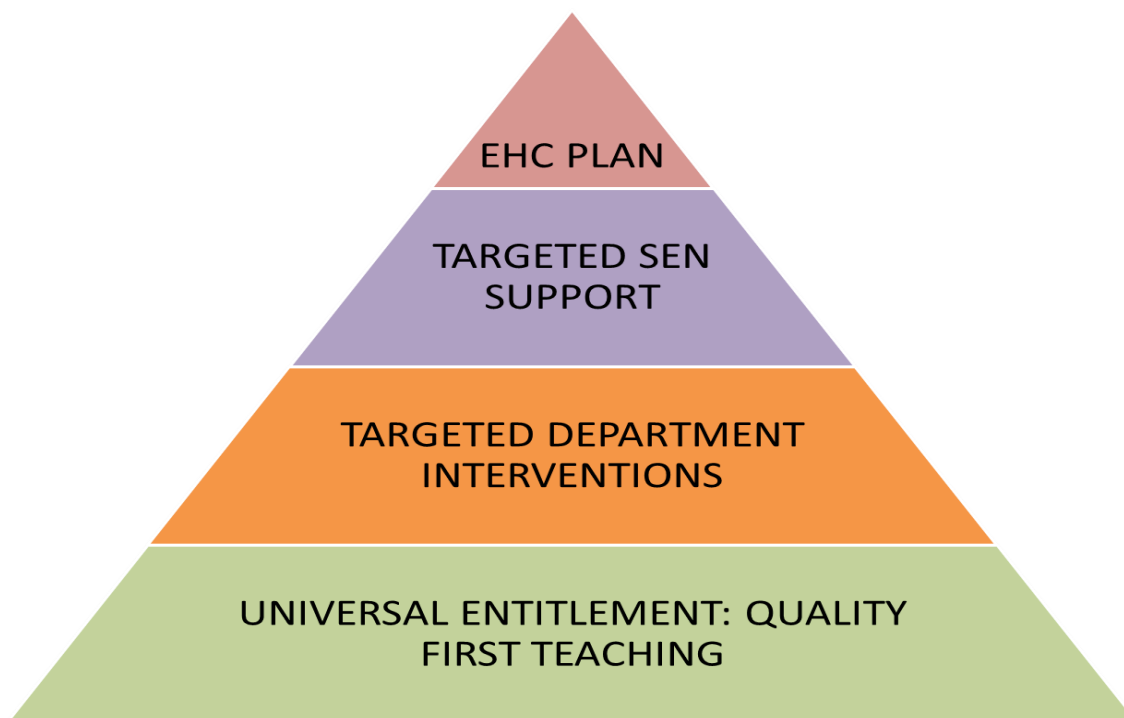 EHC PLAN
TARGETED SEN
SUPPORT
TARGETED DEPARTMENT
INTERVENTIONS
UNIVERSAL ENTITLEMENT: QUALITY
FIRST TEACHING